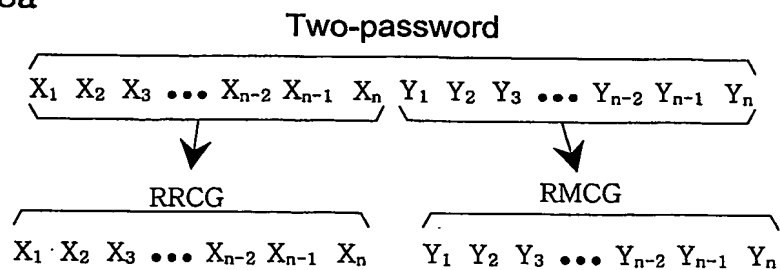 Two-password
X₁ X₂ X₃ ••• Xₙ₋₂ Xₙ₋₁ Xₙ Y₁ Y₂ Y₃ ••• Yₙ₋₂ Yₙ₋₁ Yₙ
RRCG RMCG
X₁ X₂ X₃ ••• Xₙ₋₂ Xₙ₋₁ Xₙ Y₁ Y₂ Y₃ ••• Yₙ₋₂ Yₙ₋₁ Yₙ